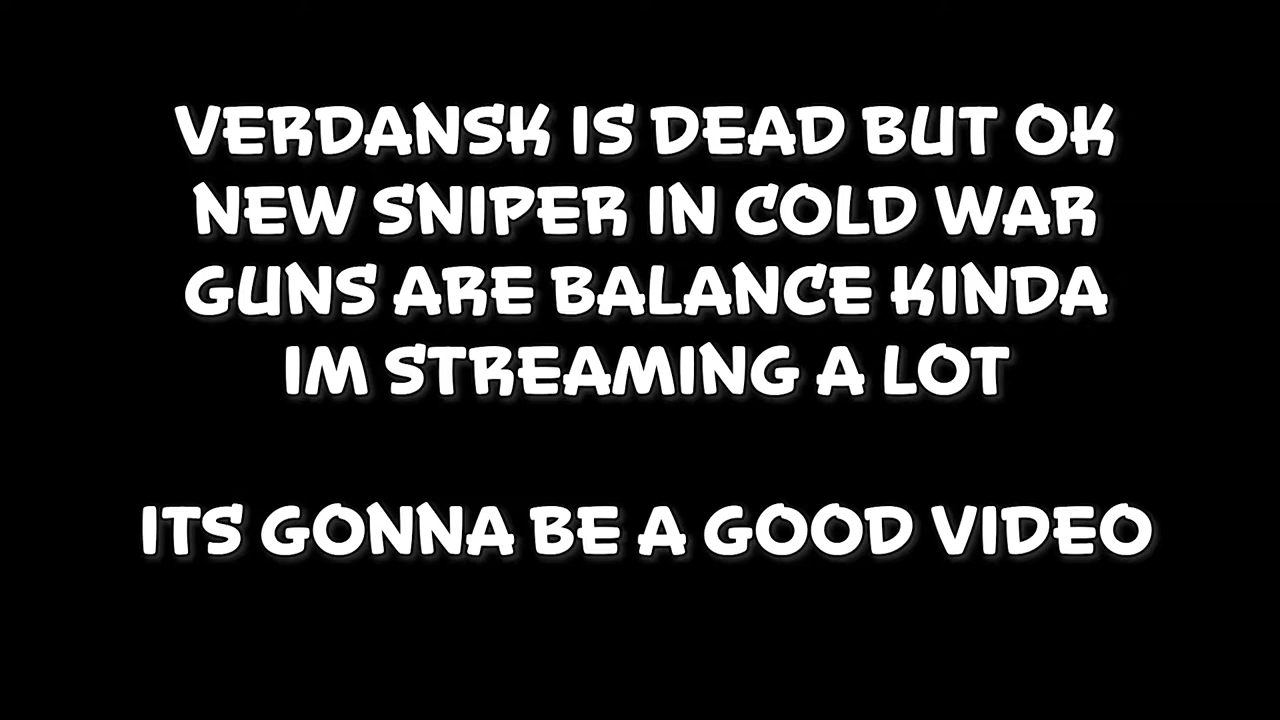 VERDANSK IS DEAD BUT OK
NEW SNIPER IN COLD WAR
GUNS ARE BALANCE KINDA
IM STREAMING A LOT
ITS GONNA BE A GOOD VIDEO